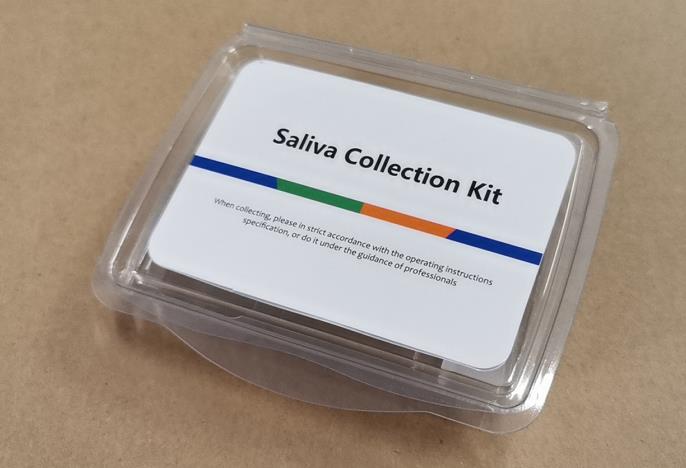 Saliva Collection Kit
When collecting, please in strict accordance with the operating instructions
specification, or do it under the guidance of professionals